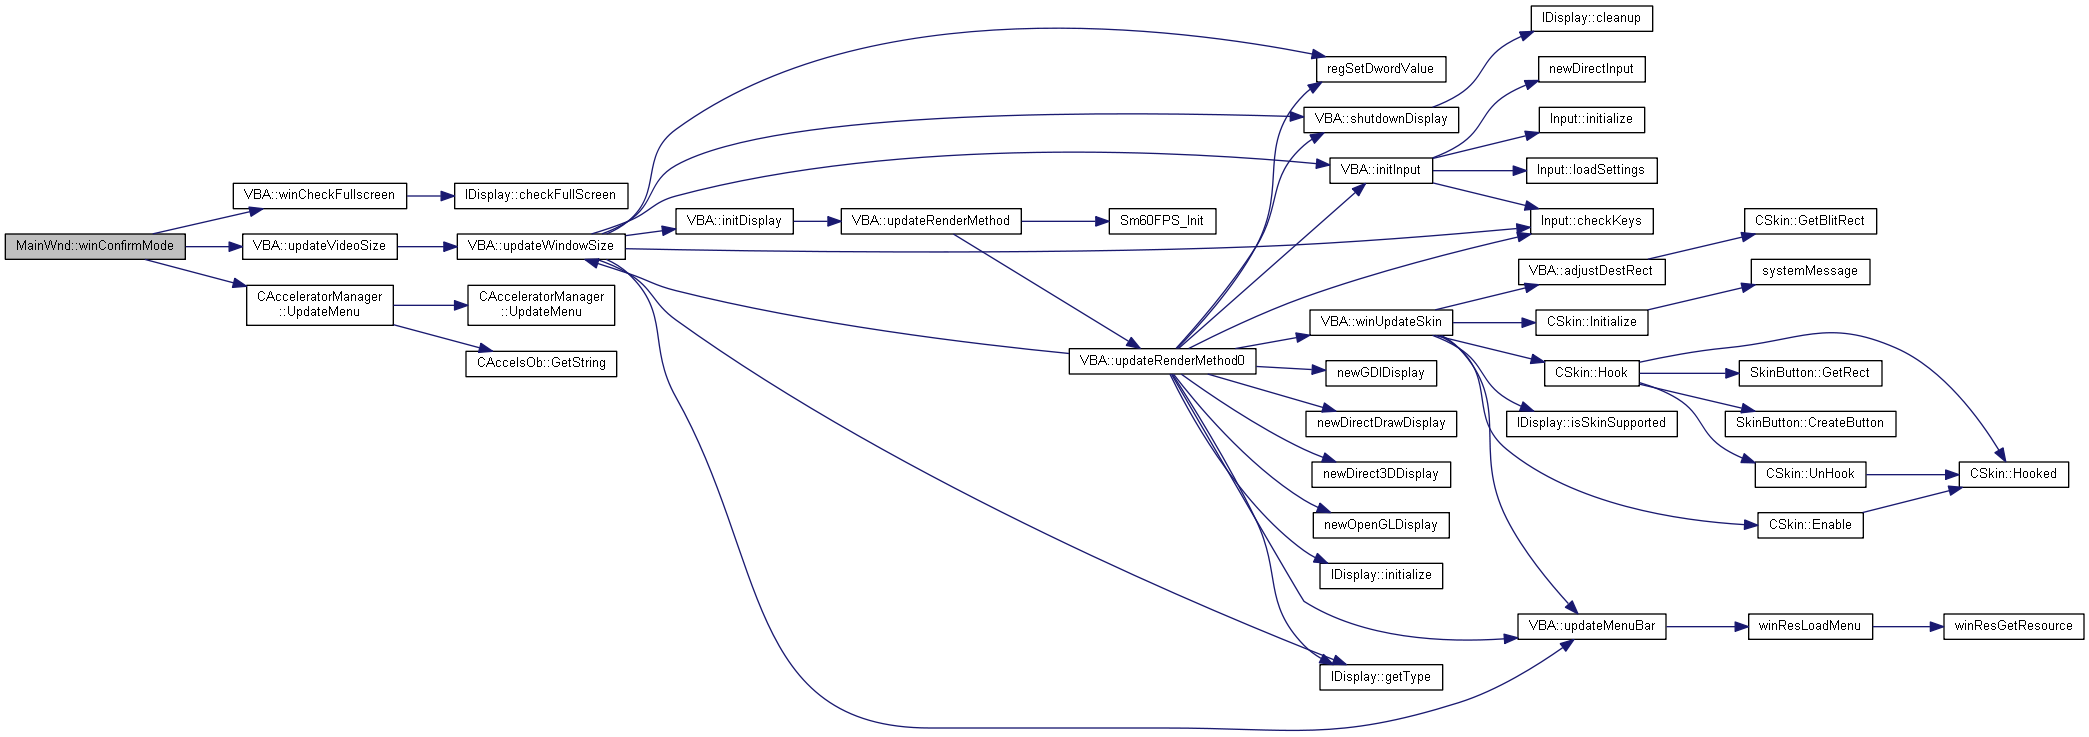 MainWnd::winConfirmMode
VBA::winCheckFullscreen
IDisplay::checkFullScreen
VBA::updateVideoSize
VBA::updateWindowSize
CAcceleratorManager
::UpdateMenu
CAcceleratorManager
::UpdateMenu
CAccelsOb::GetString
VBA::initDisplay
VBA::updateRenderMethod
Sm60FPS_Init
VBA::updateRenderMethod0
regSetDwordValue
VBA::shutdownDisplay
VBA::initInput
VBA::winUpdateSkin
newGDIDisplay
newDirectDrawDisplay
newDirect3DDisplay
newOpenGLDisplay
IDisplay::initialize
IDisplay::getType
IDisplay::cleanup
newDirectInput
Input::initialize
Input::loadSettings
Input::checkKeys
VBA::adjustDestRect
CSkin::Initialize
CSkin::Hook
IDisplay::isSkinSupported
VBA::updateMenuBar
CSkin::GetBlitRect
systemMessage
SkinButton::GetRect
SkinButton::CreateButton
CSkin::UnHook
CSkin::Enable
winResLoadMenu
CSkin::Hooked
winResGetResource